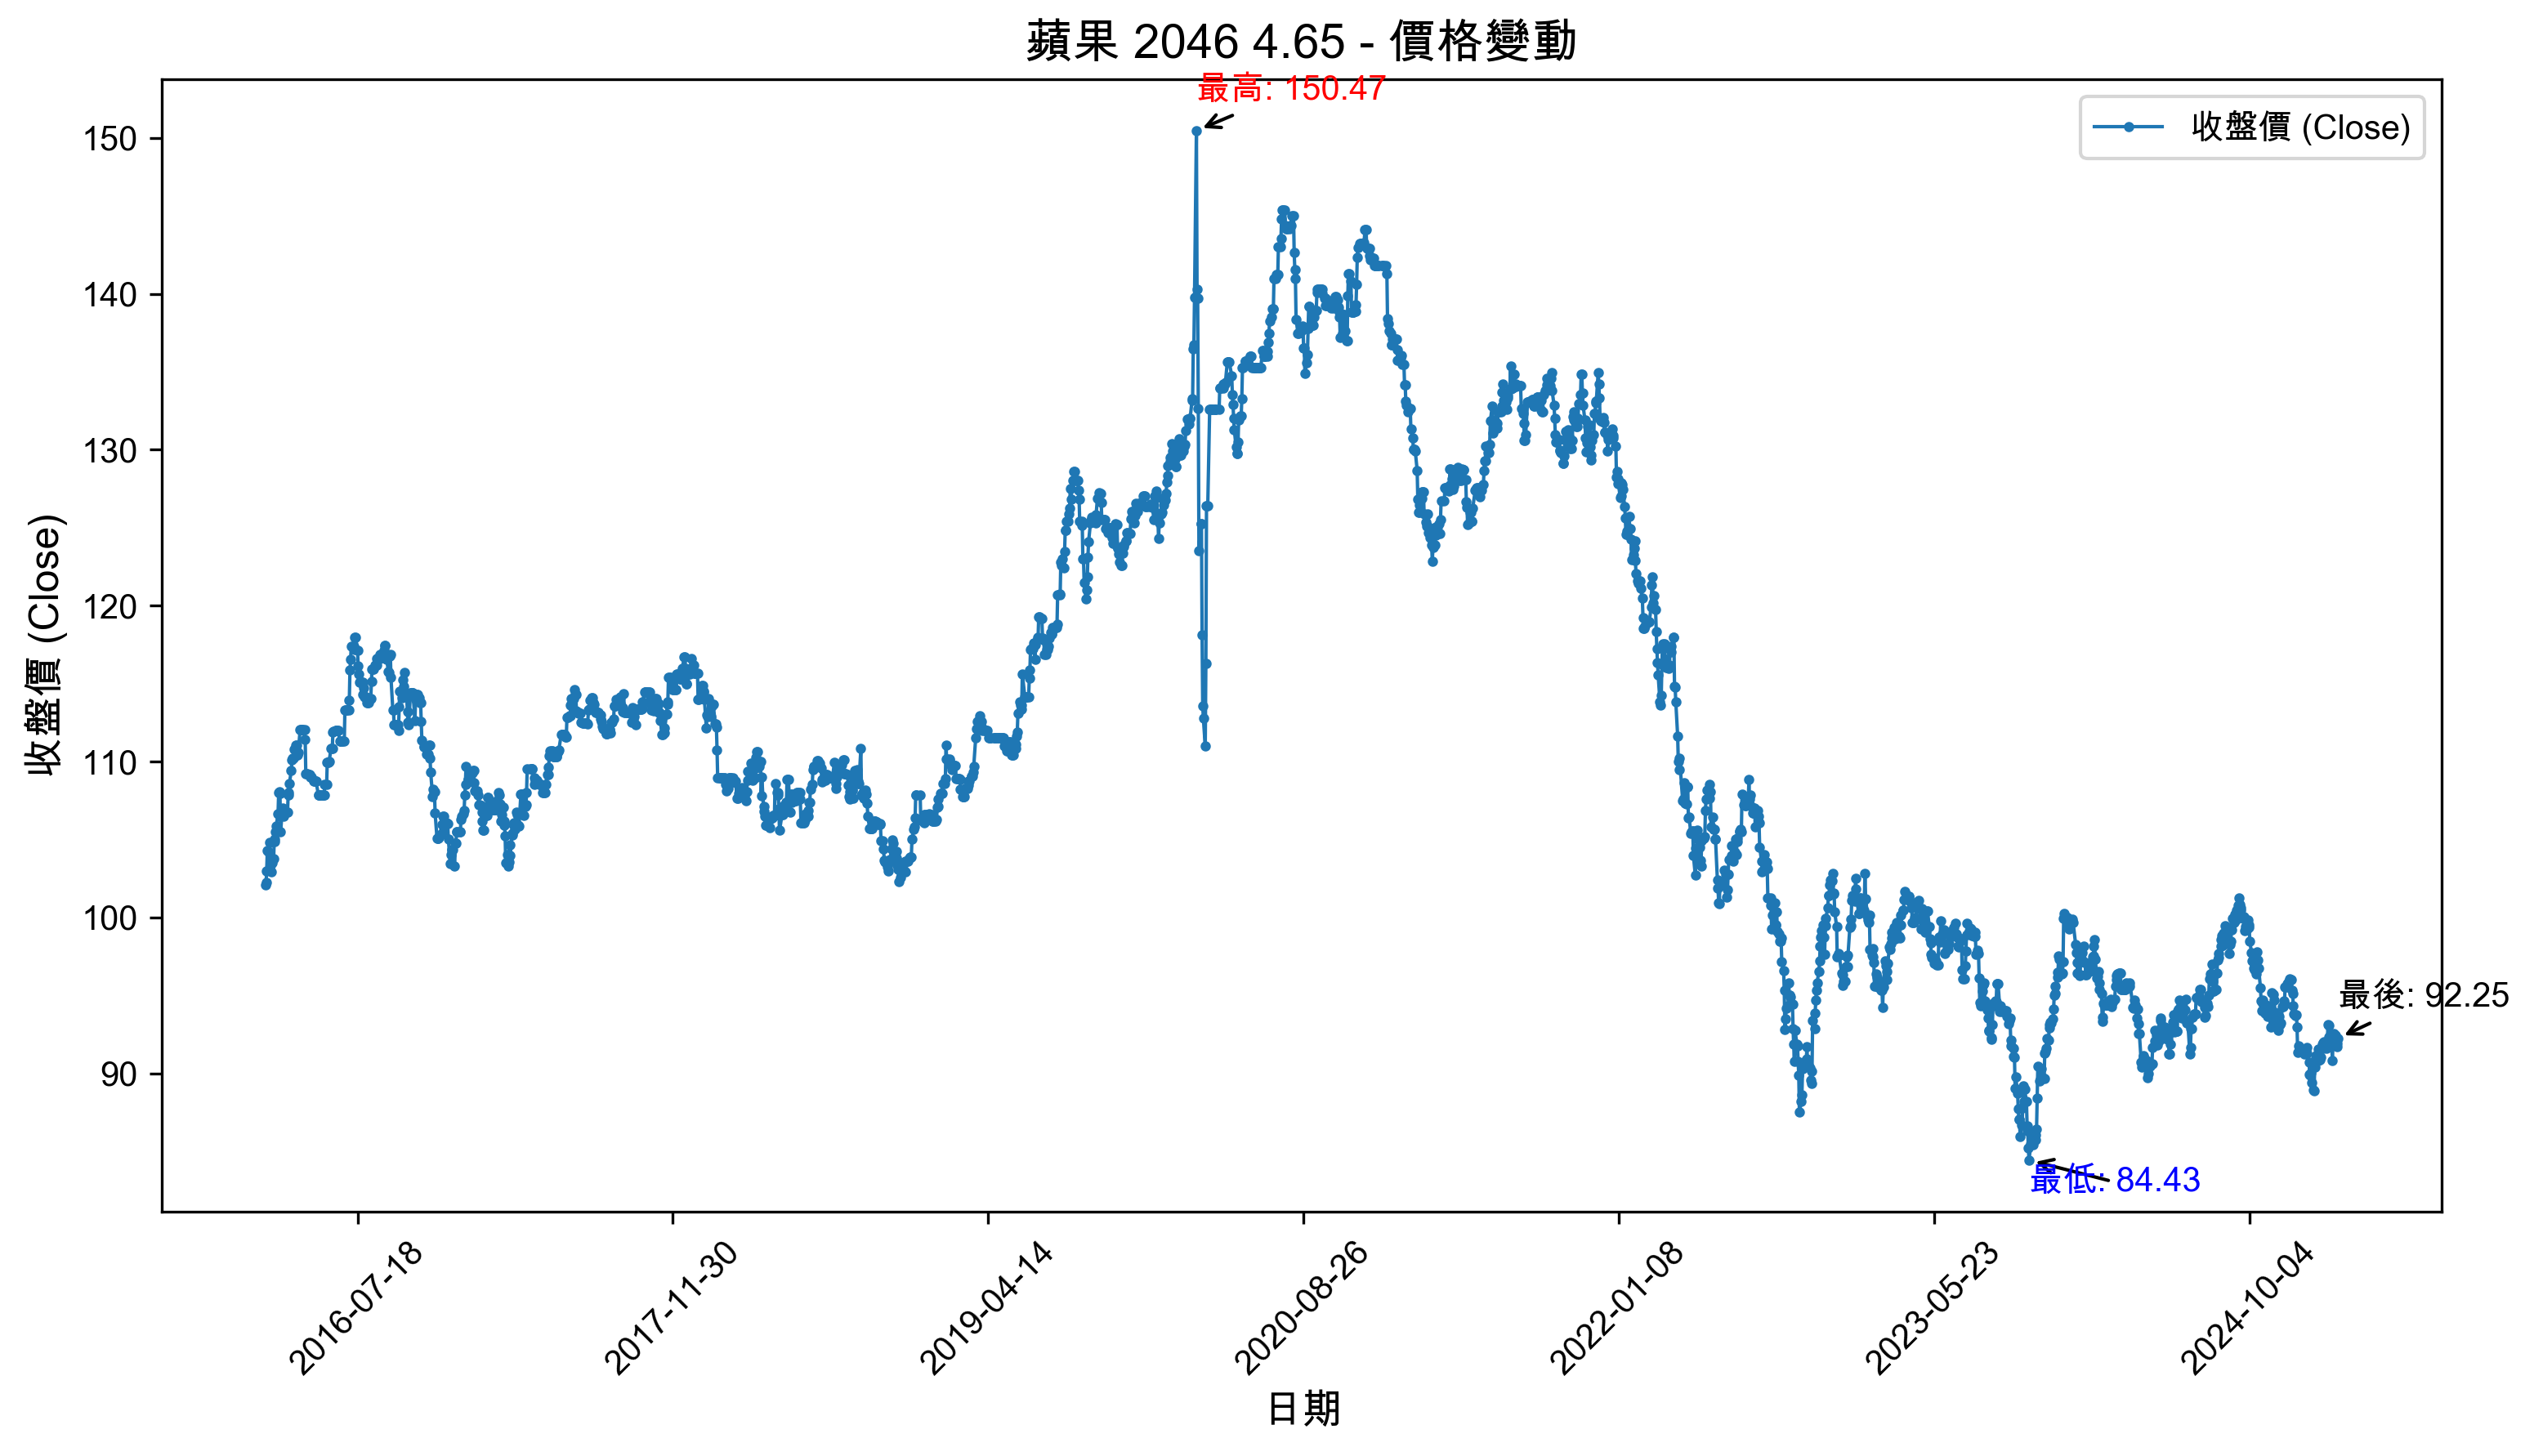 蘋果 2046 4.65 - 價格變動
最高: 150.47
收盤價 (Close)
150
140
130
120
110
100
90
收盤價 (Close)
最後: 92.25
最低: 84.43
2016-07-18
2017-11-30
2019-04-14
2020-08-26
2022-01-08
2023-05-23
2024-10-04
日期